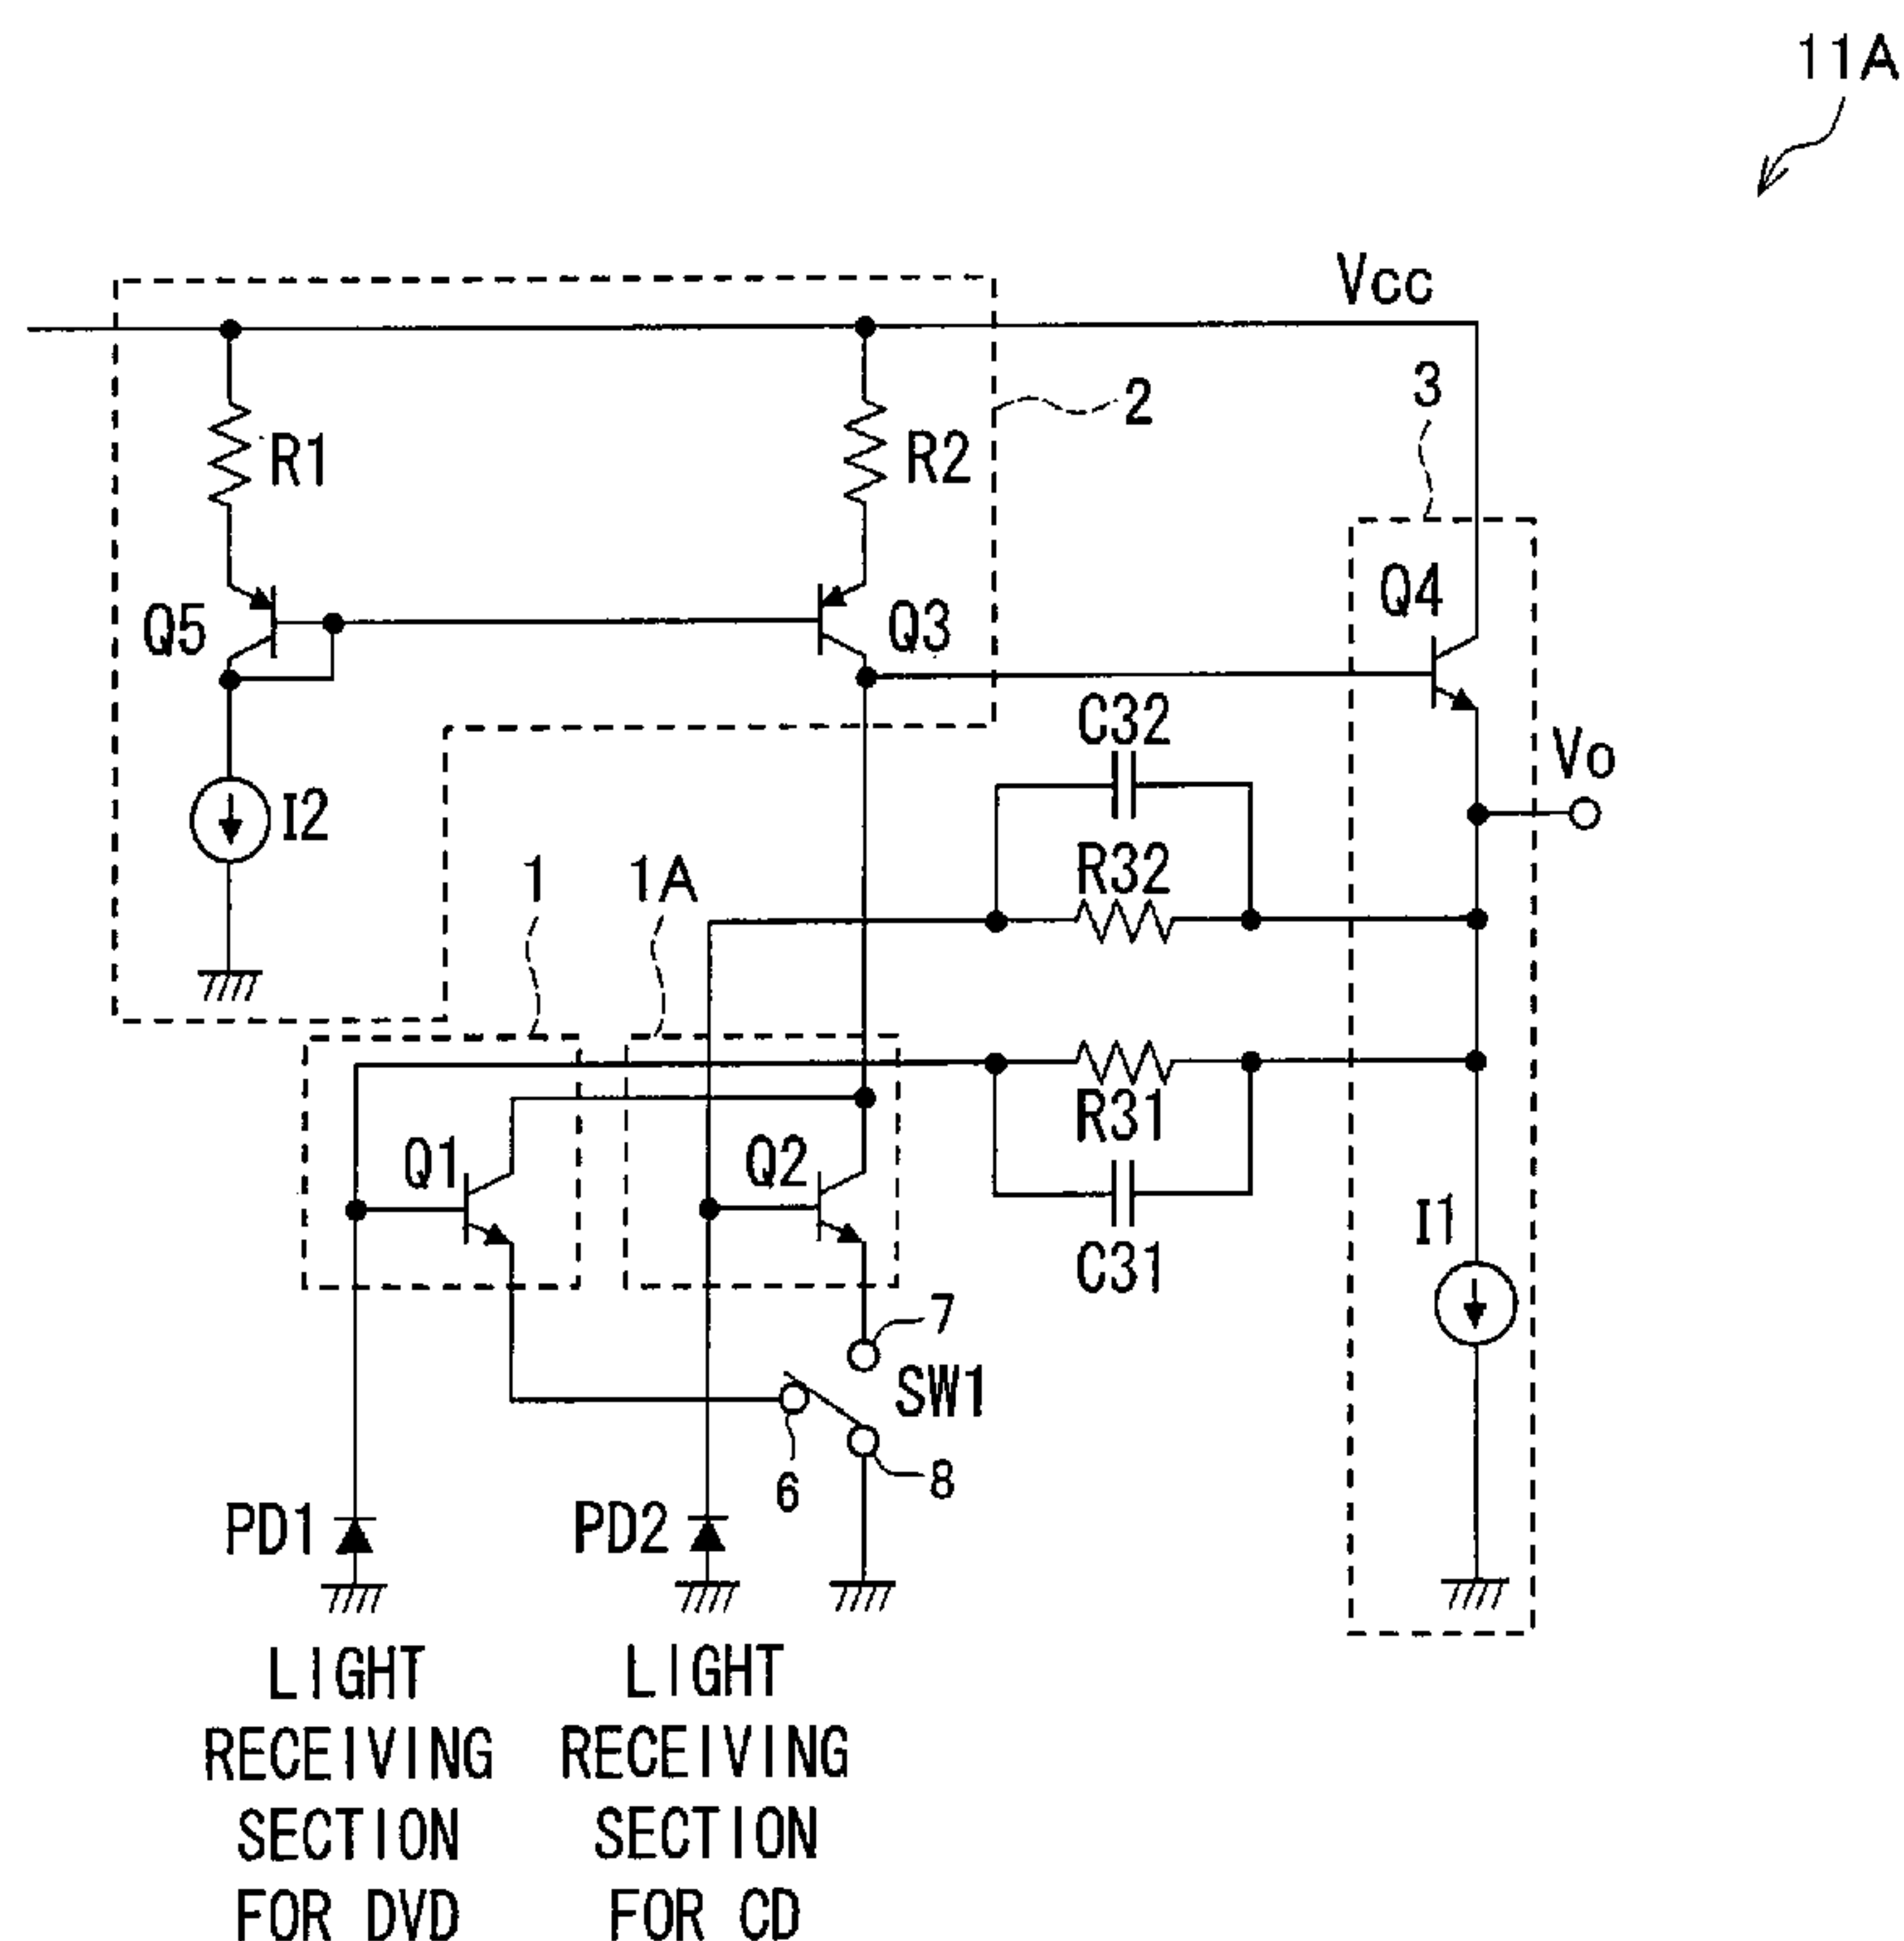 11A
Vcc
2
3
R1
R2
Q4
Q5
Q3
C32
Vo
I2
1
1A
R32
R31
Q1
Q2
I1
C31
7
SW1
6
8
PD1
PD2
LIGHT
RECEIVING
SECTION
FOR DVD
LIGHT
RECEIVING
SECTION
FOR CD